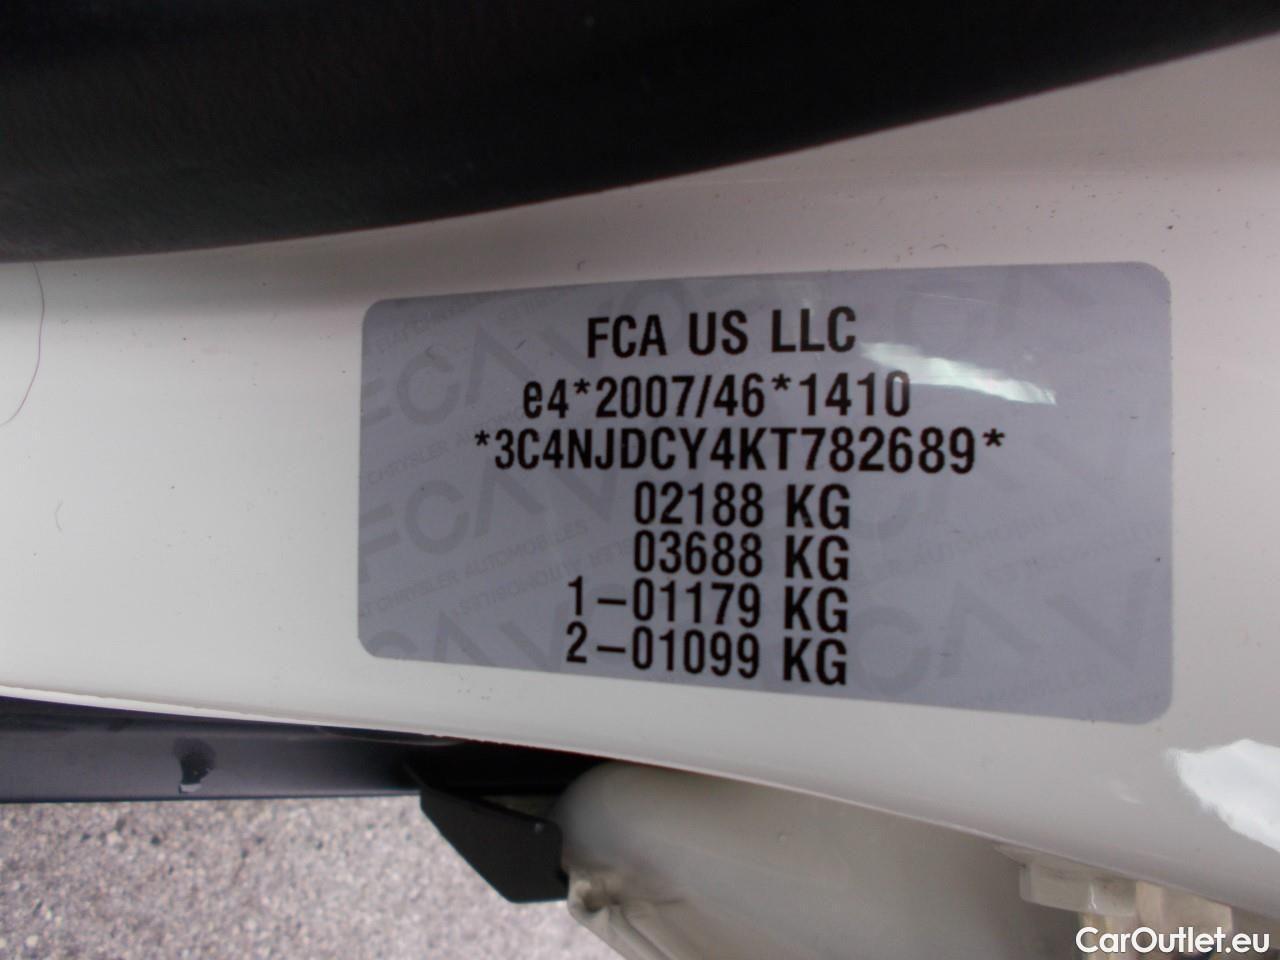 FCA US LLC
e4*2007/46*1410
*3C4NJDCY4KT782689*
02188 KG
03688 KG
1-01179 KG
2-01099 KG
CarOutlet.eu